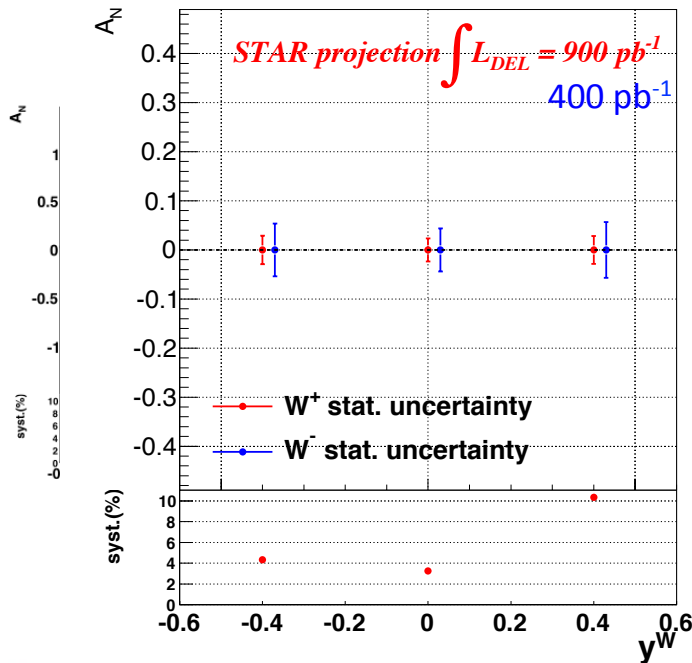 A_N
STAR projection ∫ L_DEL = 900 pb⁻¹
400 pb⁻¹
0.4
0.3
0.2
0.1
0
-0.1
-0.2
-0.3
-0.4
W⁺ stat. uncertainty
W⁻ stat. uncertainty
syst.(%)
10
8
6
4
2
0
-0.6 -0.4 -0.2 0 0.2 0.4 0.6
y^W
A_N
1
0.5
0
-0.5
-1
syst.(%)
10
8
6
4
2
0
-0